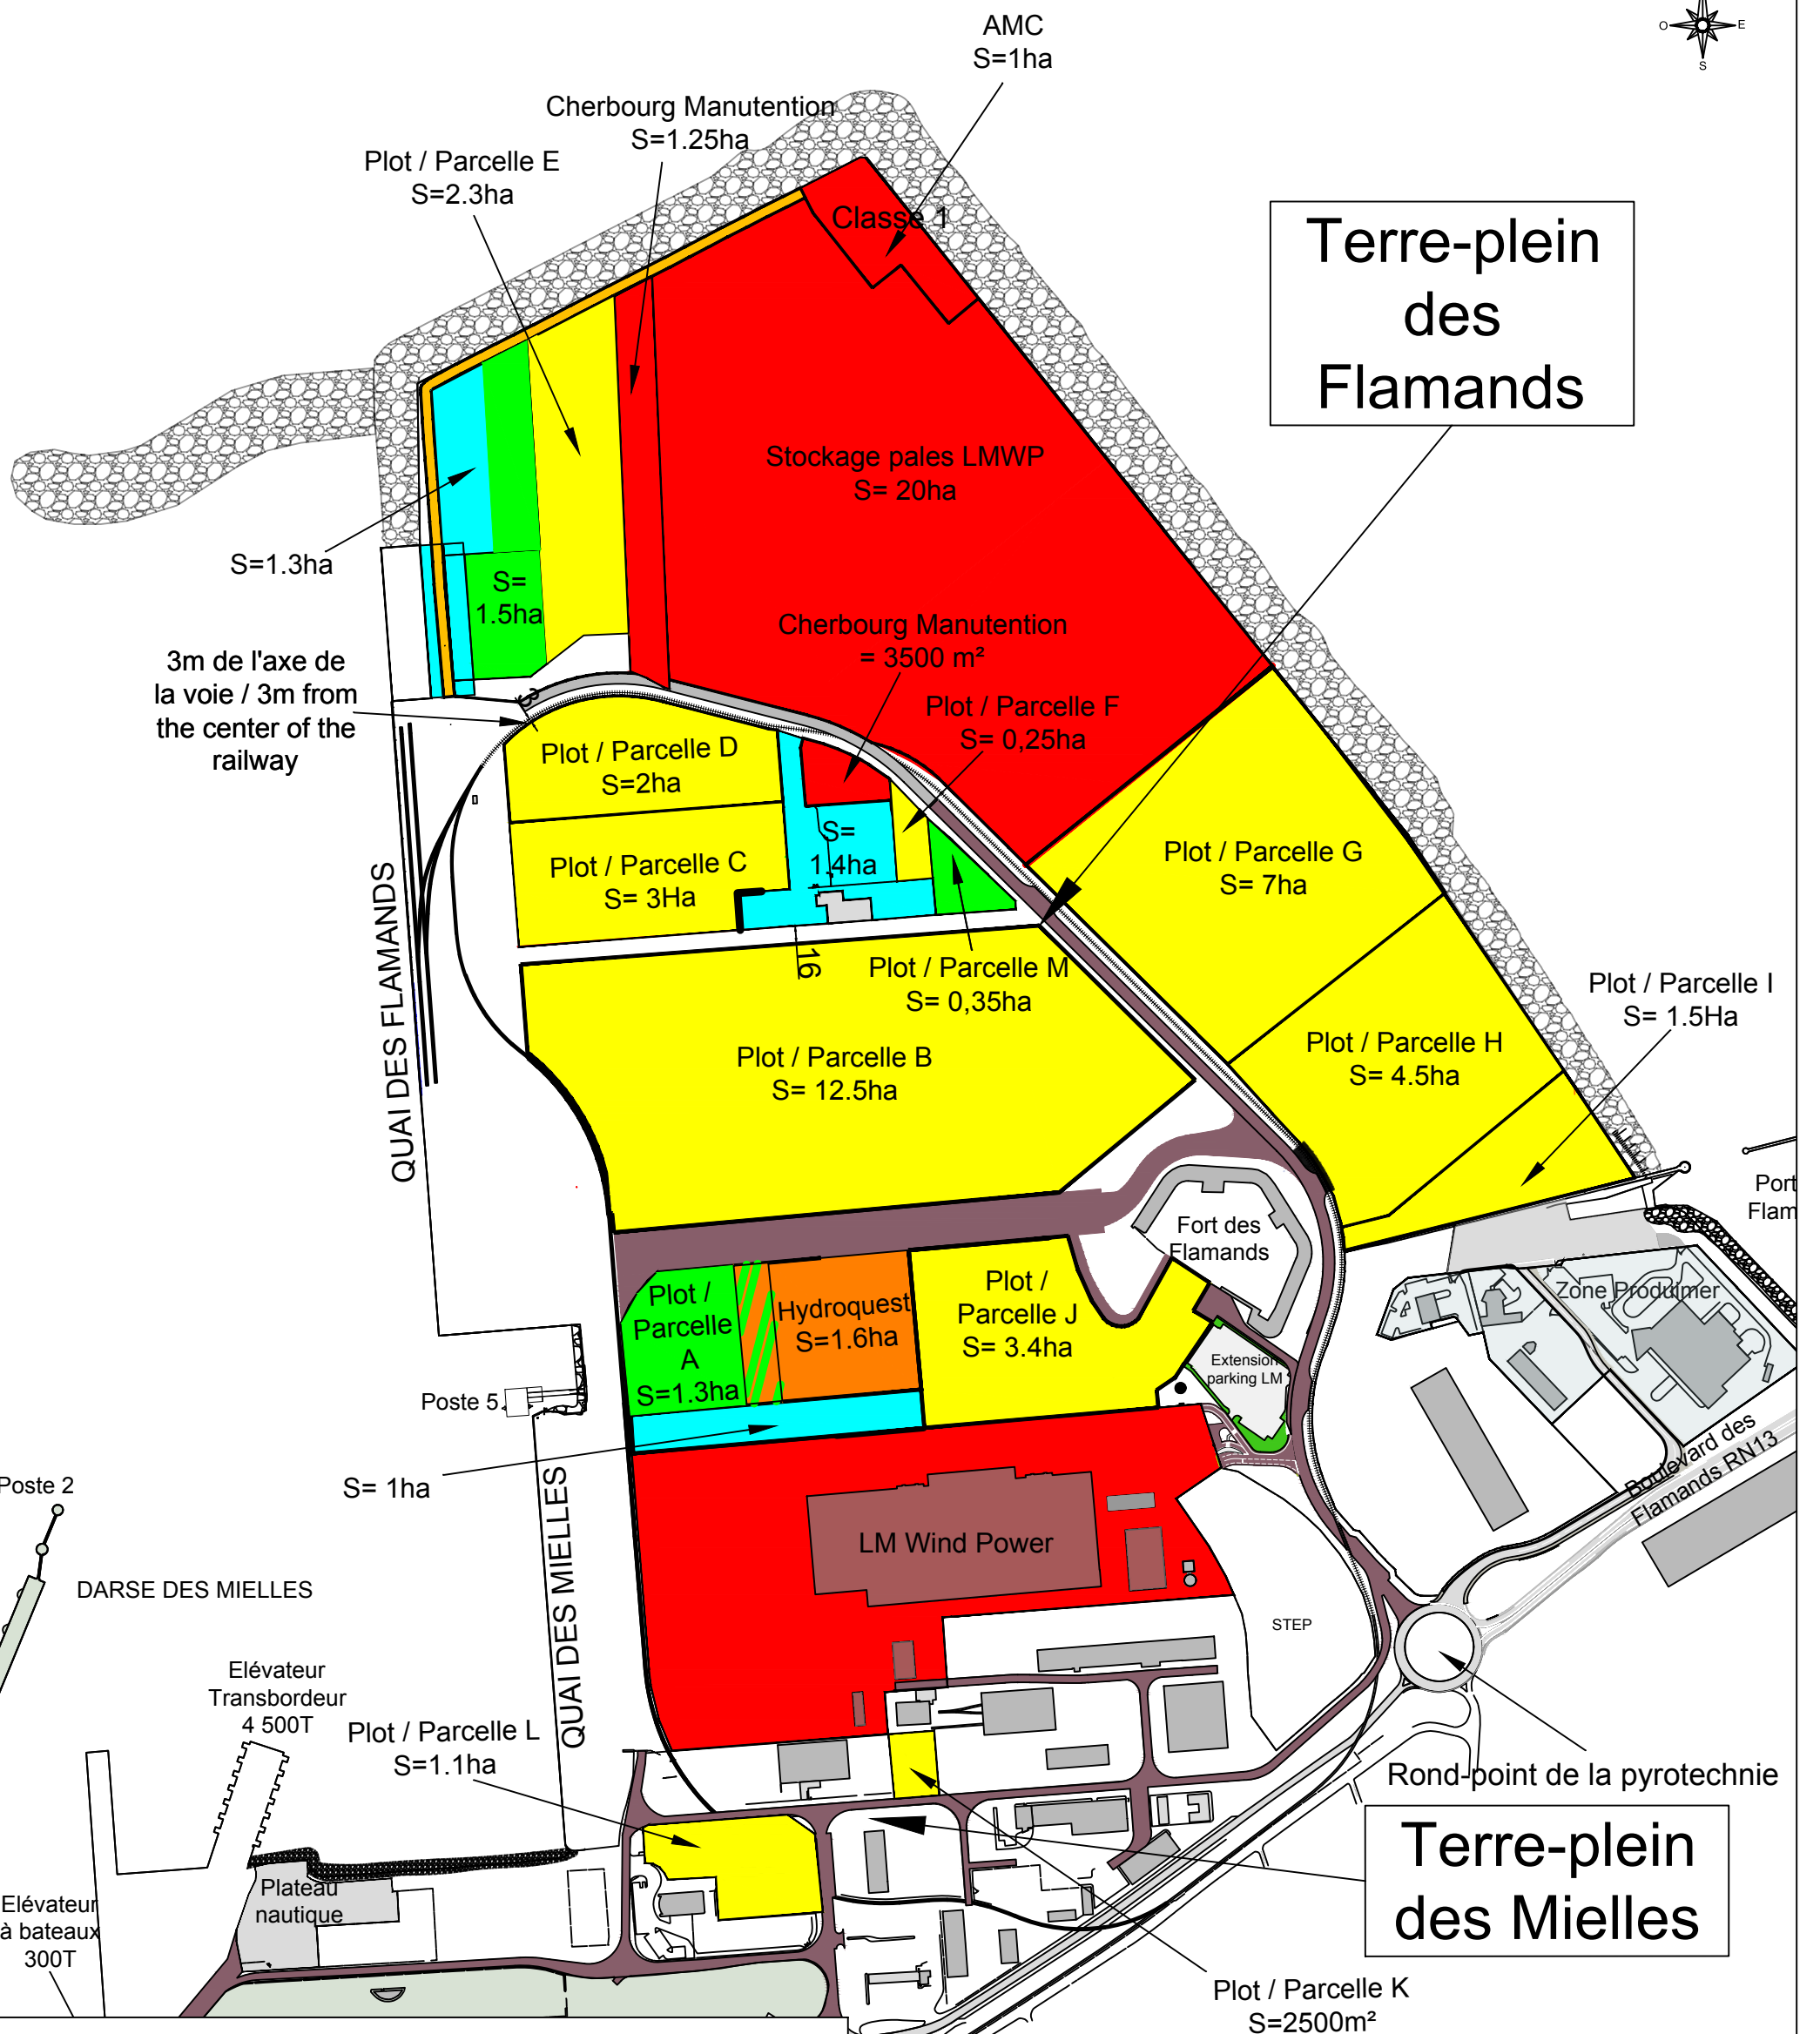 O
E
S
AMC
S=1ha
Cherbourg Manutention
S=1.25ha
Plot / Parcelle E
S=2.3ha
Classe 1
Terre-plein
des
Flamands
Stockage pales LMWP
S= 20ha
S=1.3ha
S=
1.5ha
Cherbourg Manutention
= 3500 m²
3m de l'axe de
la voie / 3m from
the center of the
railway
3
Plot / Parcelle F
S= 0,25ha
Plot / Parcelle D
S=2ha
S=
1.4ha
Plot / Parcelle C
S= 3Ha
Plot / Parcelle G
S= 7ha
QUAI DES FLAMANDS
16
Plot / Parcelle M
S= 0,35ha
Plot / Parcelle I
S= 1.5Ha
Plot / Parcelle B
S= 12.5ha
Plot / Parcelle H
S= 4.5ha
Port
Flam
Fort des
Flamands
Plot /
Parcelle
A
S=1.3ha
Hydroquest
S=1.6ha
Plot /
Parcelle J
S= 3.4ha
Zone Produimer
Extension
parking LM
Poste 5
S= 1ha
Boulevard des
Flamands RN13
Poste 2
LM Wind Power
DARSE DES MIELLES
QUAI DES MIELLES
STEP
Elévateur
Transbordeur
4 500T
Plot / Parcelle L
S=1.1ha
Rond-point de la pyrotechnie
Terre-plein
des Mielles
Plateau
nautique
Elévateur
à bateaux
300T
Plot / Parcelle K
S=2500m²